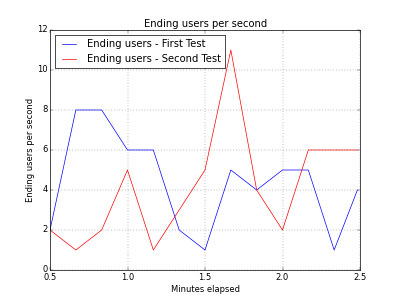 Ending users per second
12
Ending users - First Test
Ending users - Second Test
10
8
6
4
2
0
Ending users per second
0.5
1.0
1.5
2.0
2.5
Minutes elapsed